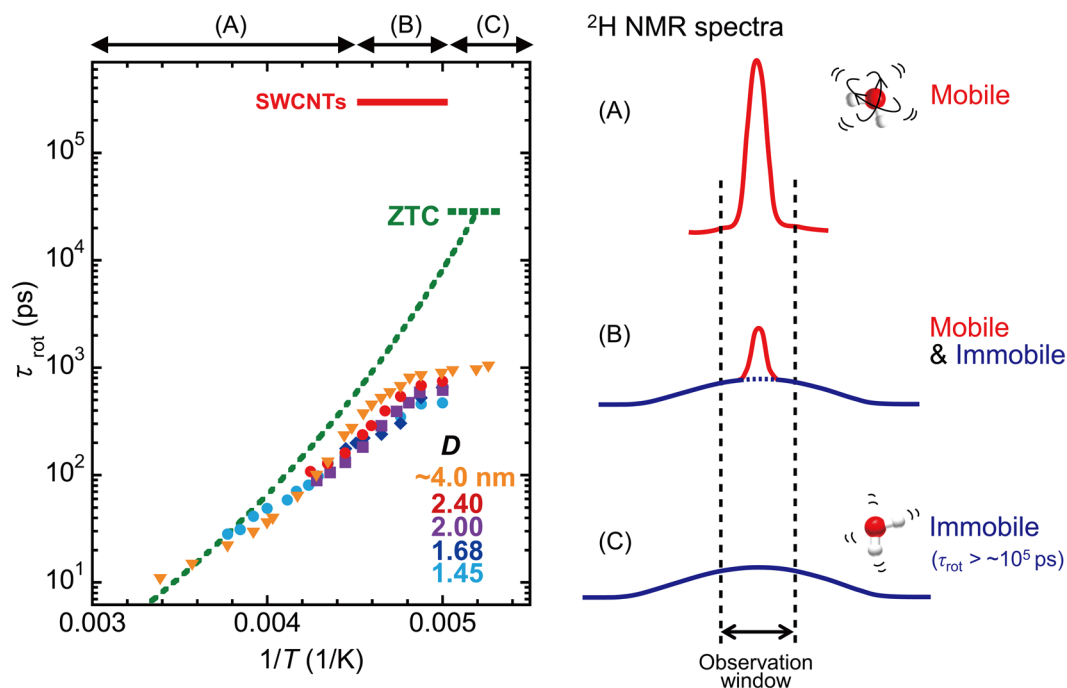 (A) (B) (C)
SWCNTs
ZTC
10⁵
10⁴
10³
10²
10¹
τrot (ps)
D
~4.0 nm
2.40
2.00
1.68
1.45
0.003 0.004 0.005
1/T (1/K)
²H NMR spectra
(A)
Mobile
(B)
Mobile
& Immobile
(C)
Immobile
(τrot > ~10⁵ ps)
Observation
window